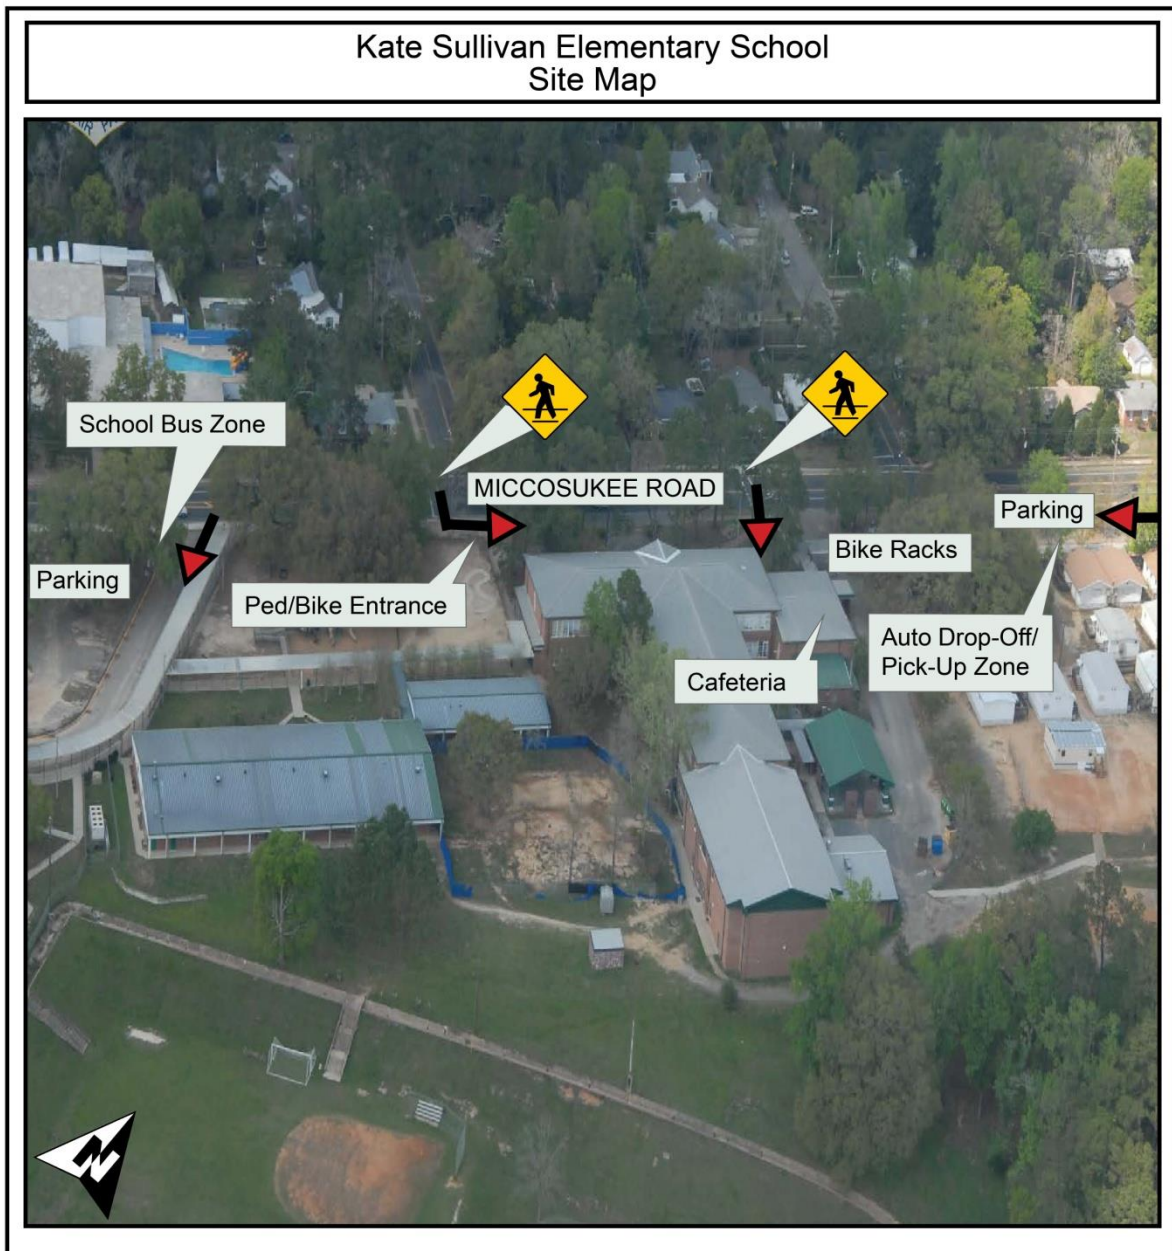 Kate Sullivan Elementary School
Site Map
School Bus Zone
MICCOSUKEE ROAD
Parking
Bike Racks
Parking
Ped/Bike Entrance
Auto Drop-Off/
Pick-Up Zone
Cafeteria
N